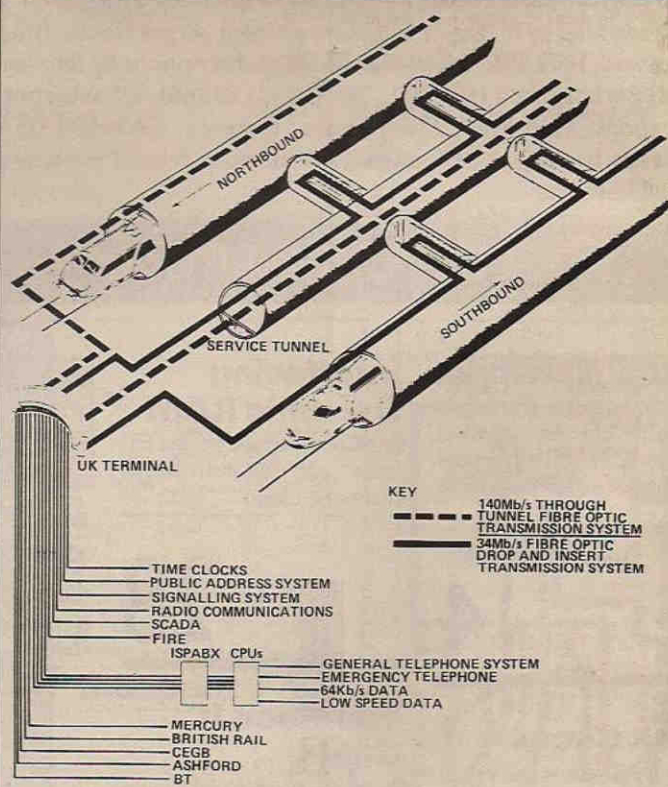 NORTHBOUND
SOUTHBOUND
SERVICE TUNNEL
UK TERMINAL
KEY
140Mb/s THROUGH
TUNNEL FIBRE OPTIC
TRANSMISSION SYSTEM
34Mb/s FIBRE OPTIC
DROP AND INSERT
TRANSMISSION SYSTEM
TIME CLOCKS
PUBLIC ADDRESS SYSTEM
SIGNALLING SYSTEM
RADIO COMMUNICATIONS
SCADA
FIRE
ISPABX CPUs
GENERAL TELEPHONE SYSTEM
EMERGENCY TELEPHONE
64Kb/s DATA
LOW SPEED DATA
MERCURY
BRITISH RAIL
CEGB
ASHFORD
BT